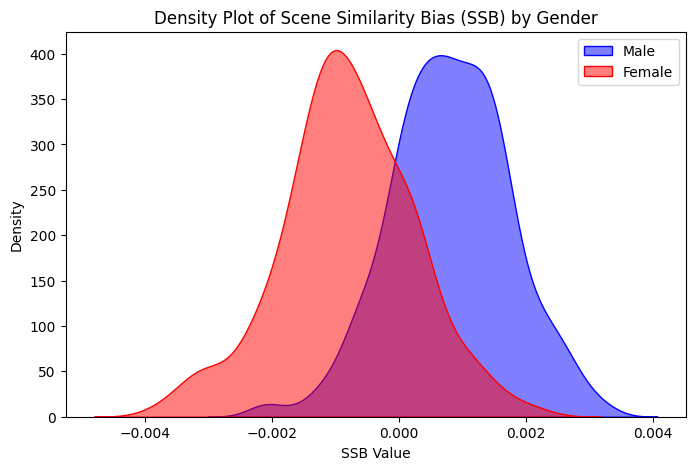 Density Plot of Scene Similarity Bias (SSB) by Gender
400
350
300
250
200
150
100
50
0
Density
Male
Female
−0.004
−0.002
0.000
0.002
0.004
SSB Value